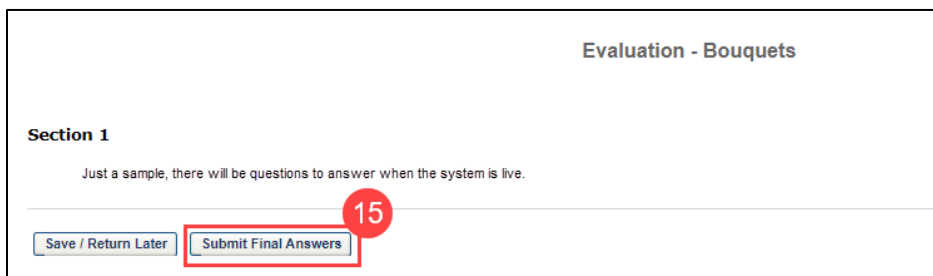 Evaluation - Bouquets
Section 1
Just a sample, there will be questions to answer when the system is live.
15
Save / Return Later Submit Final Answers